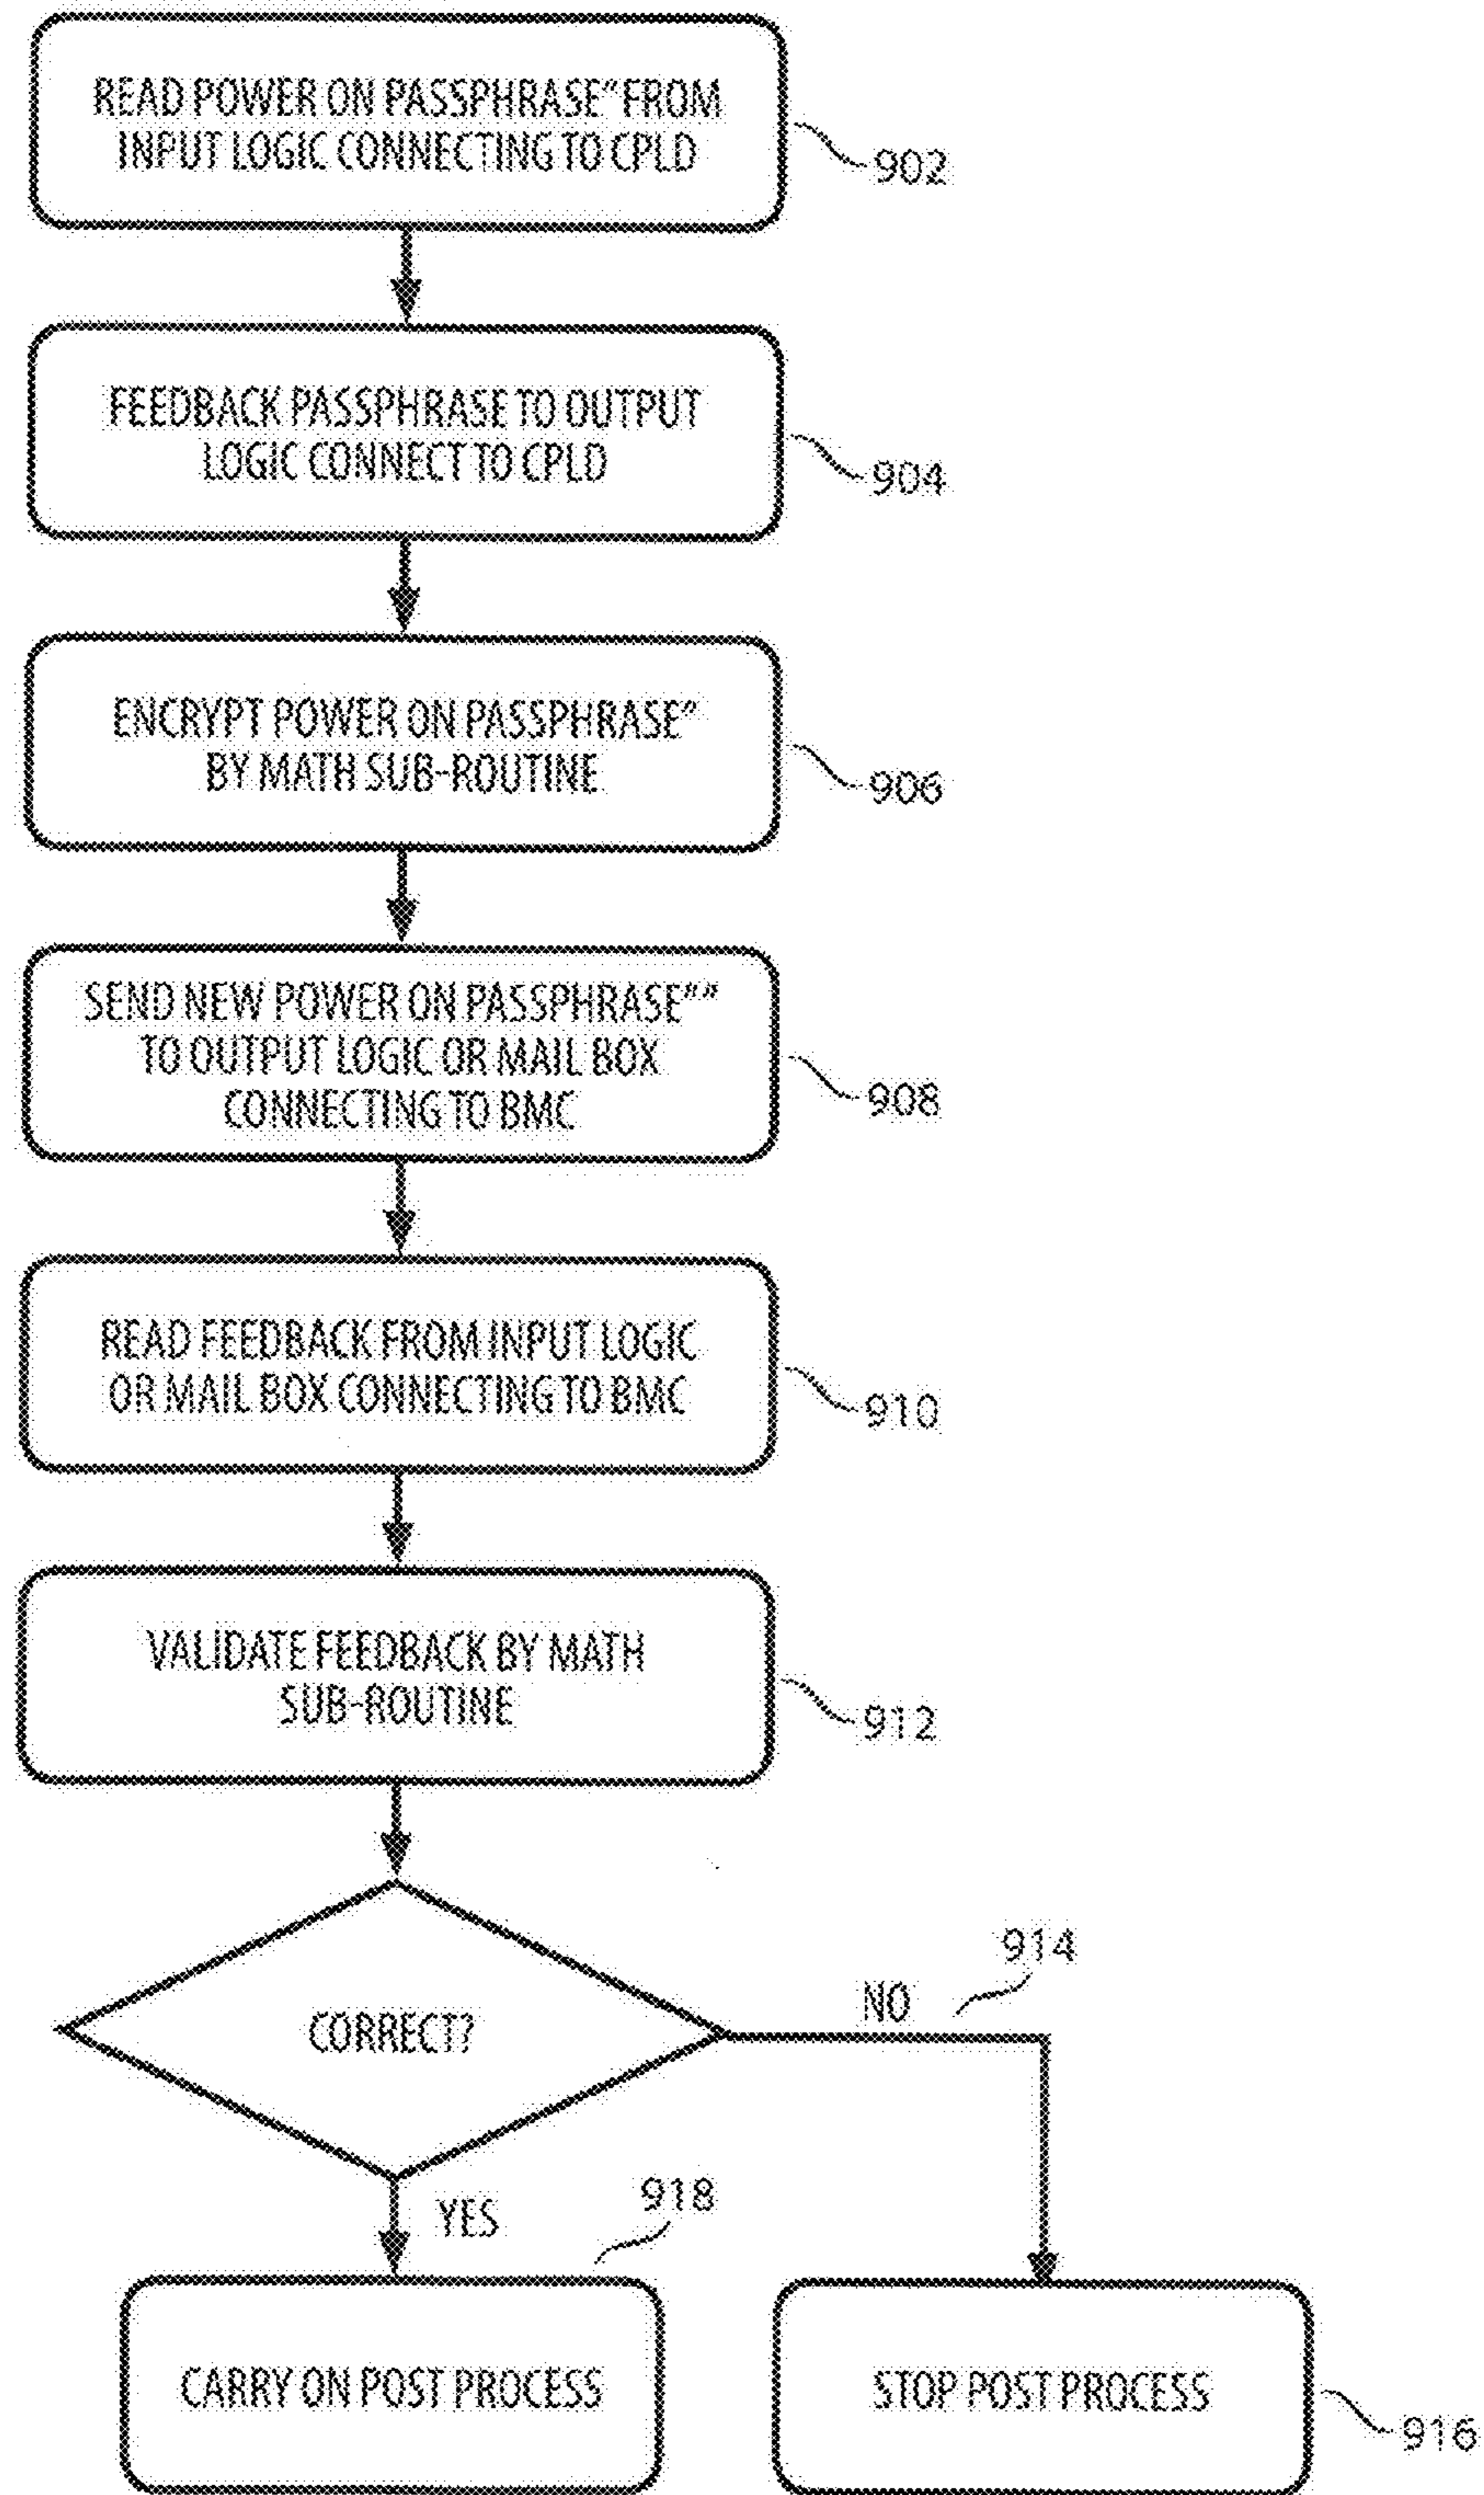 READ POWER ON PASSPHRASE” FROM
INPUT LOGIC CONNECTING TO CPLD
902
FEEDBACK PASSPHRASE TO OUTPUT
LOGIC CONNECT TO CPLD
904
ENCRYPT POWER ON PASSPHRASE”
BY MATH SUB-ROUTINE
906
SEND NEW POWER ON PASSPHRASE””
TO OUTPUT LOGIC OR MAIL BOX
CONNECTING TO BMC
908
READ FEEDBACK FROM INPUT LOGIC
OR MAIL BOX CONNECTING TO BMC
910
VALIDATE FEEDBACK BY MATH
SUB-ROUTINE
912
CORRECT?
NO
914
YES
918
CARRY ON POST PROCESS
STOP POST PROCESS
916